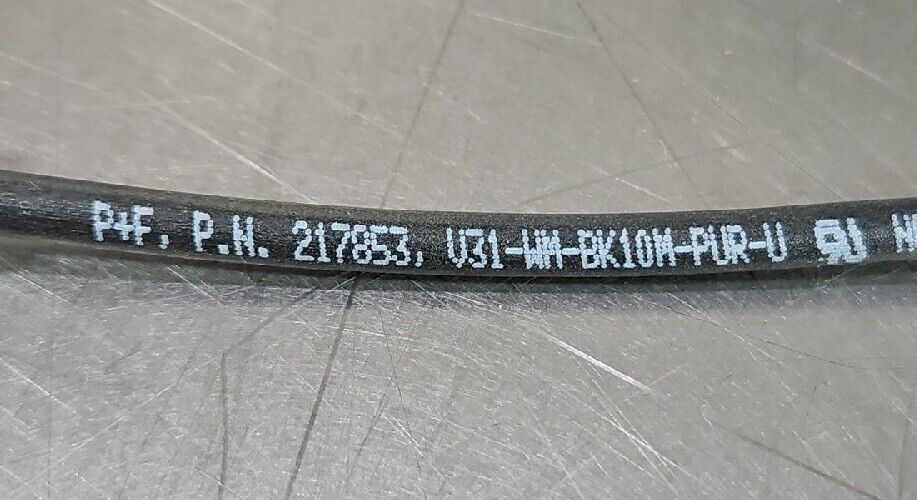 P+F, P.N. 217853, V31-WM-BK10M-PUR-U